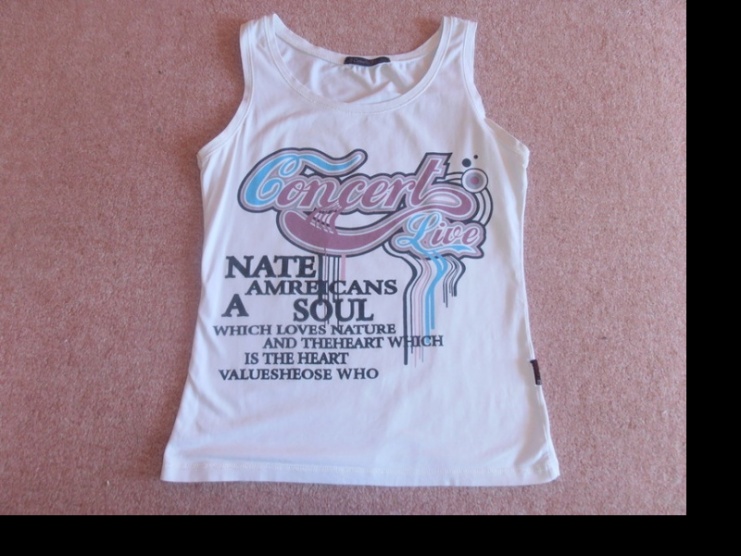 Concert
Live
NATE
AMREICANS
A SOUL
WHICH LOVES NATURE
AND THEHEART WHICH
IS THE HEART
VALUESHEOSE WHO